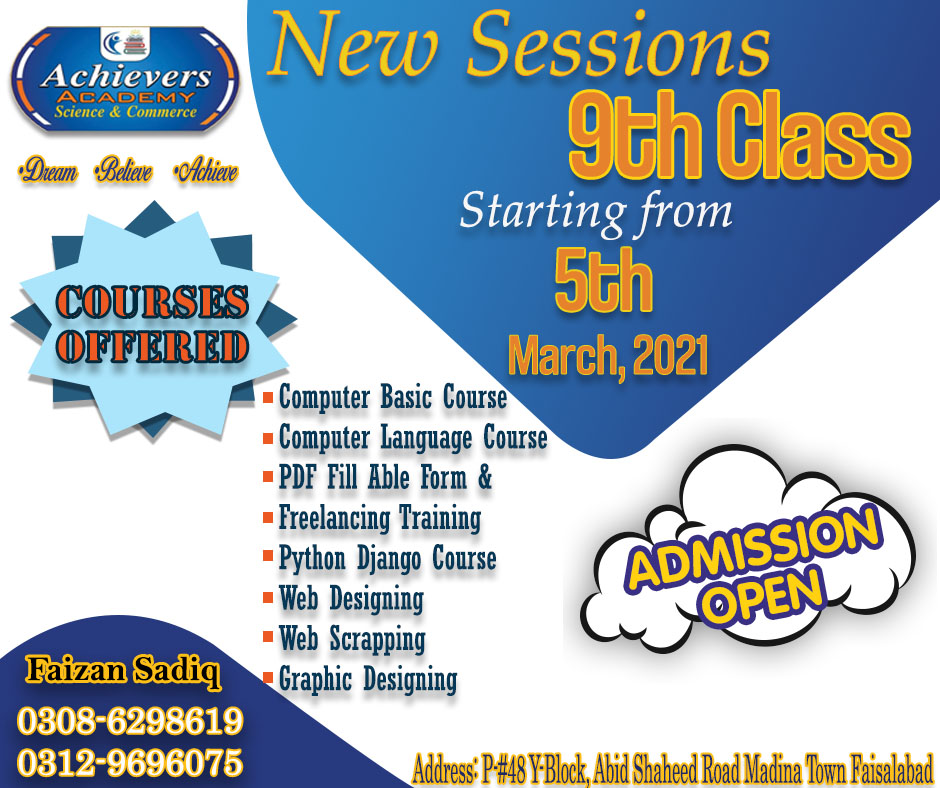 Achievers
Academy
Science & Commerce
•Dream •Believe •Achieve
New Sessions
9th Class
Starting from
5th
March, 2021
COURSES
OFFERED
Computer Basic Course
Computer Language Course
PDF Fill Able Form &
Freelancing Training
Python Django Course
Web Designing
Web Scrapping
Graphic Designing
ADMISSION
OPEN
Faizan Sadiq
0308-6298619
0312-9696075
Address: P-#48 Y-Block, Abid Shaheed Road Madina Town Faisalabad